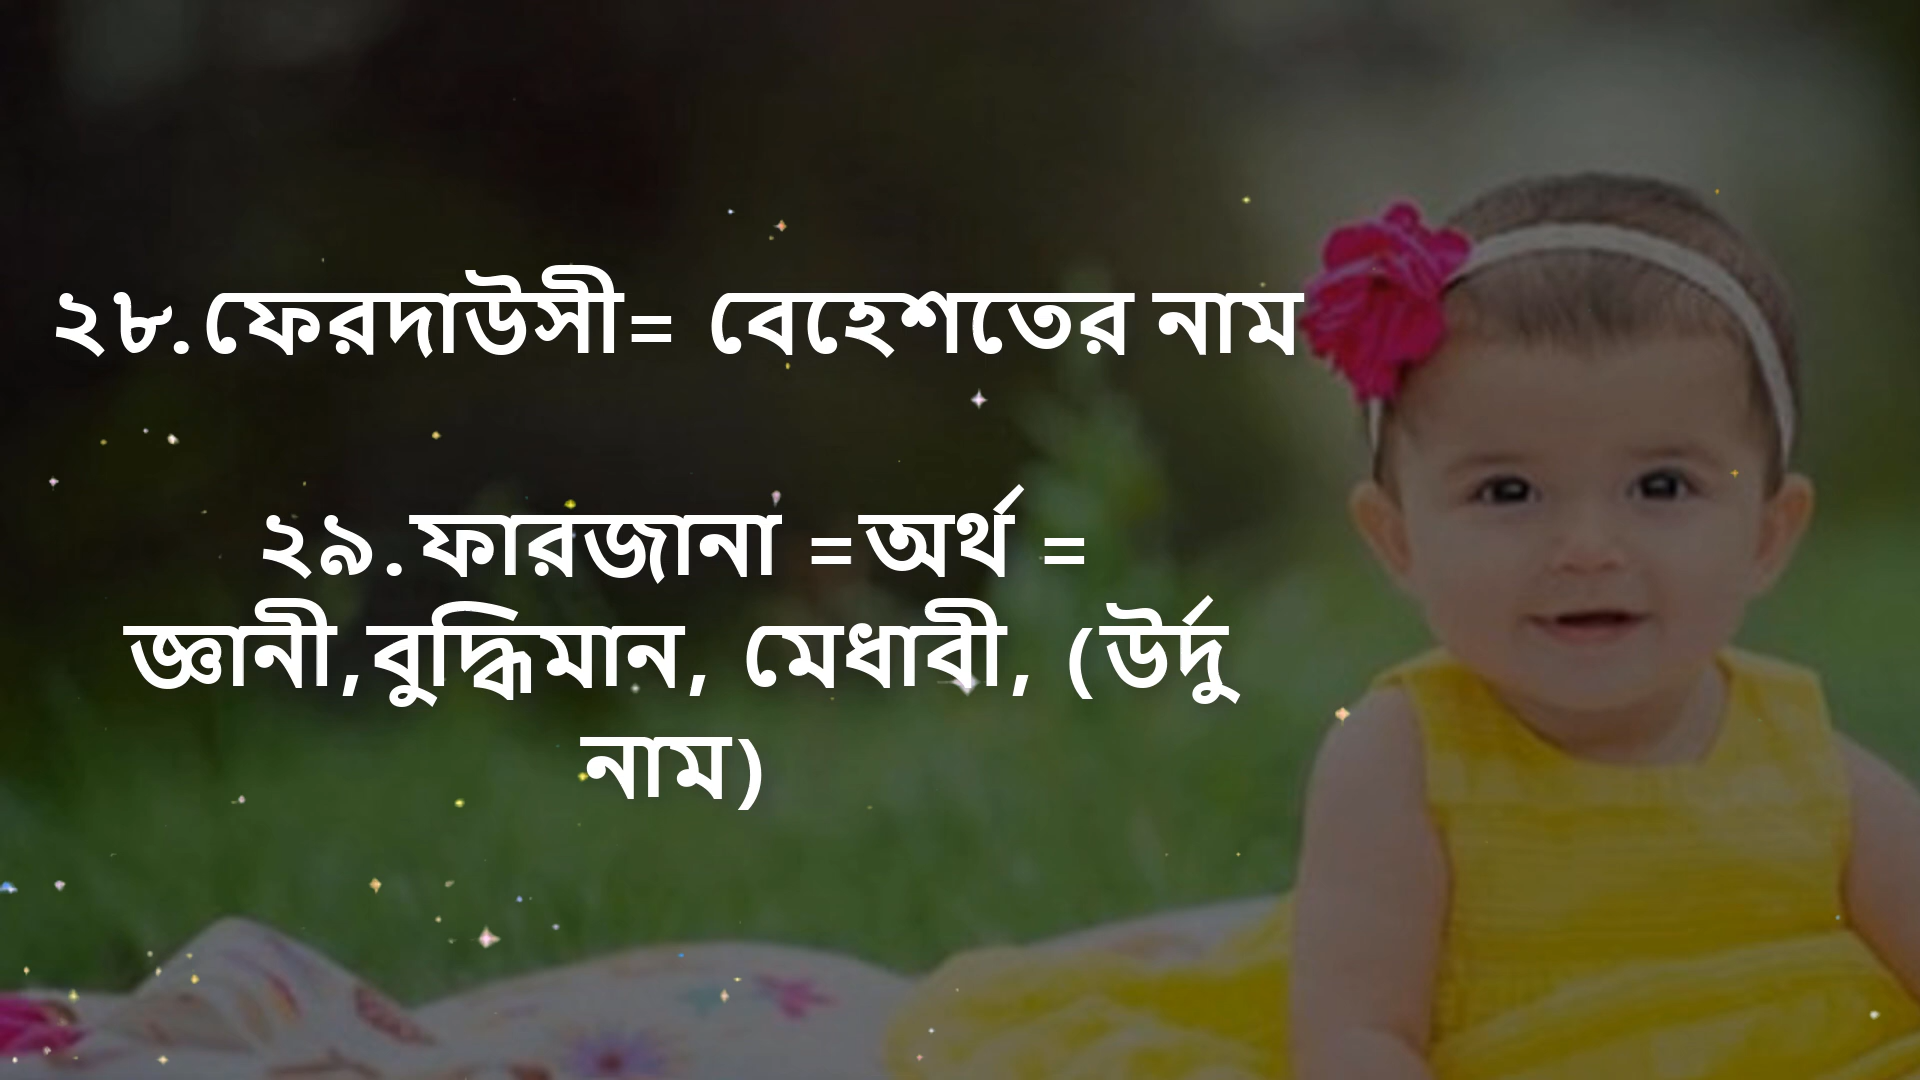 ২৮.ফেরদাউসী= বেহেশতের নাম
২৯.ফারজানা =অর্থ =
জ্ঞানী,বুদ্ধিমান, মেধাবী, (উর্দু
নাম)